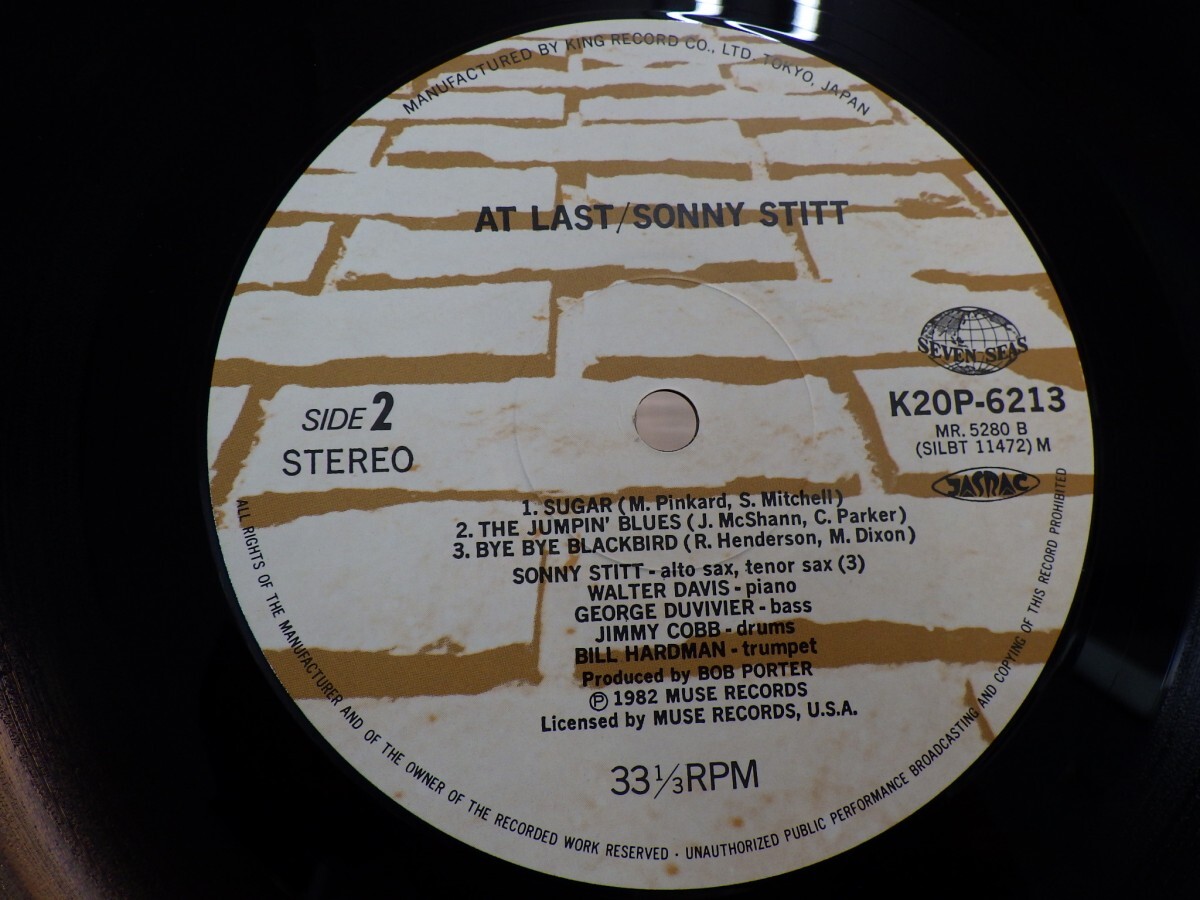 MANUFACTURED BY KING RECORD CO., LTD. TOKYO, JAPAN
AT LAST/SONNY STITT
SEVEN SEAS
K20P-6213
MR. 5280 B
(SILBT 11472) M
JASRAC
SIDE 2
STEREO
1. SUGAR (M. Pinkard, S. Mitchell)
2. THE JUMPIN' BLUES (J. McShann, C. Parker)
3. BYE BYE BLACKBIRD (R. Henderson, M. Dixon)
SONNY STITT - alto sax, tenor sax (3)
WALTER DAVIS - piano
GEORGE DUVIVIER - bass
JIMMY COBB - drums
BILL HARDMAN - trumpet
Produced by BOB PORTER
Ⓟ 1982 MUSE RECORDS
Licensed by MUSE RECORDS, U.S.A.
33 1/3 RPM
ALL RIGHTS OF THE MANUFACTURER AND OF THE OWNER OF THE RECORDED WORK RESERVED · UNAUTHORIZED PUBLIC PERFORMANCE BROADCASTING AND COPYING OF THIS RECORD PROHIBITED